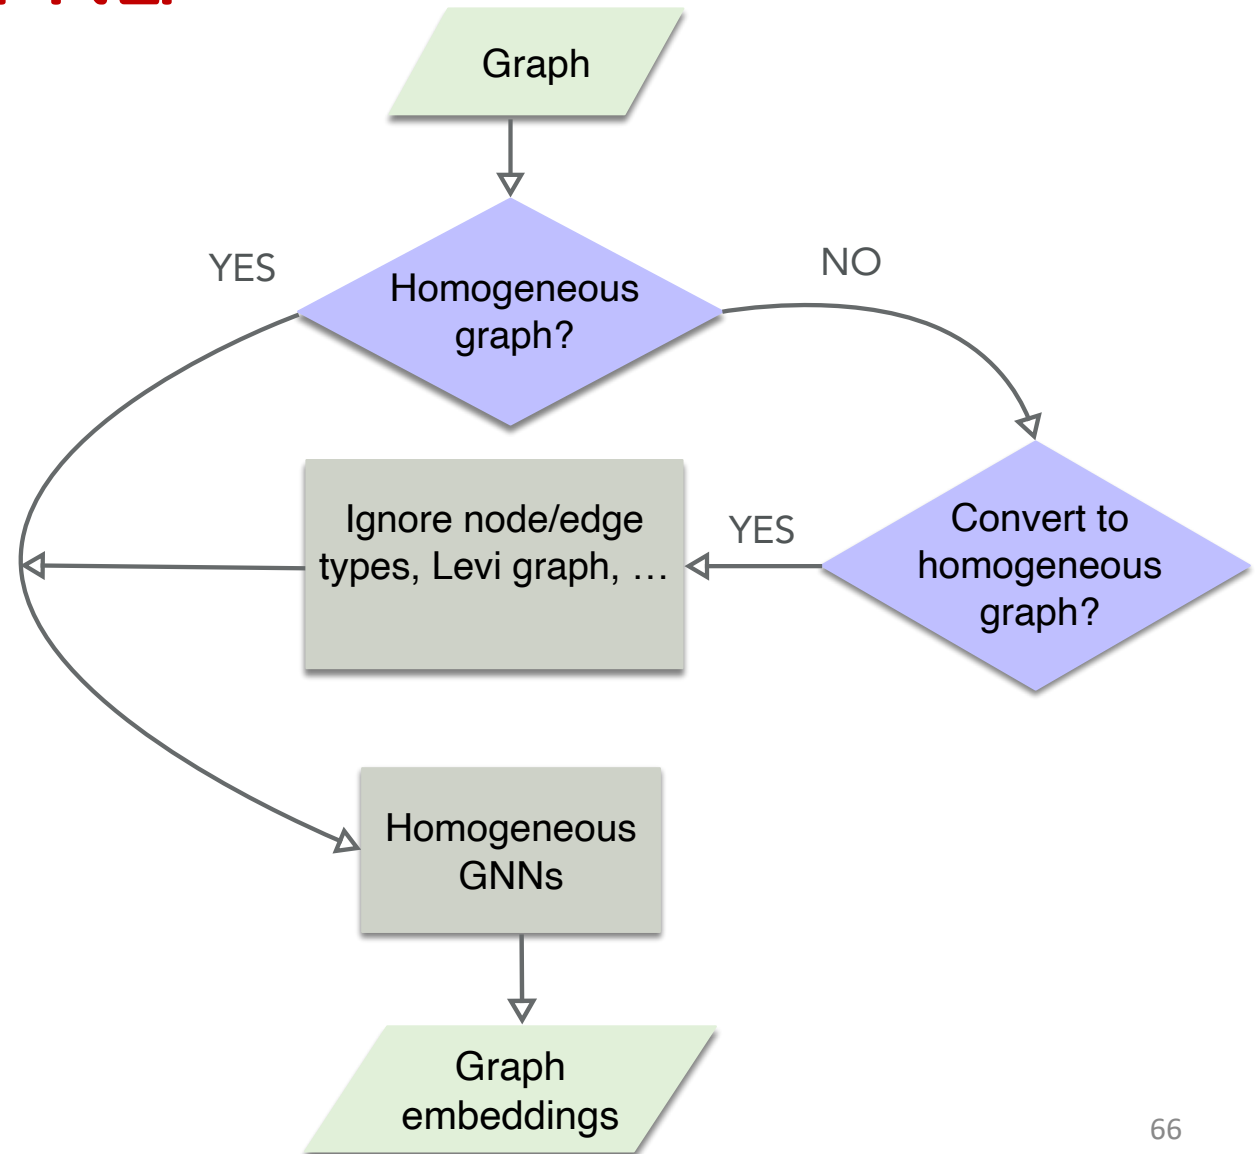 Graph
YES
NO
Homogeneous
graph?
Ignore node/edge
types, Levi graph, …
YES
Convert to
homogeneous
graph?
Homogeneous
GNNs
Graph
embeddings
66